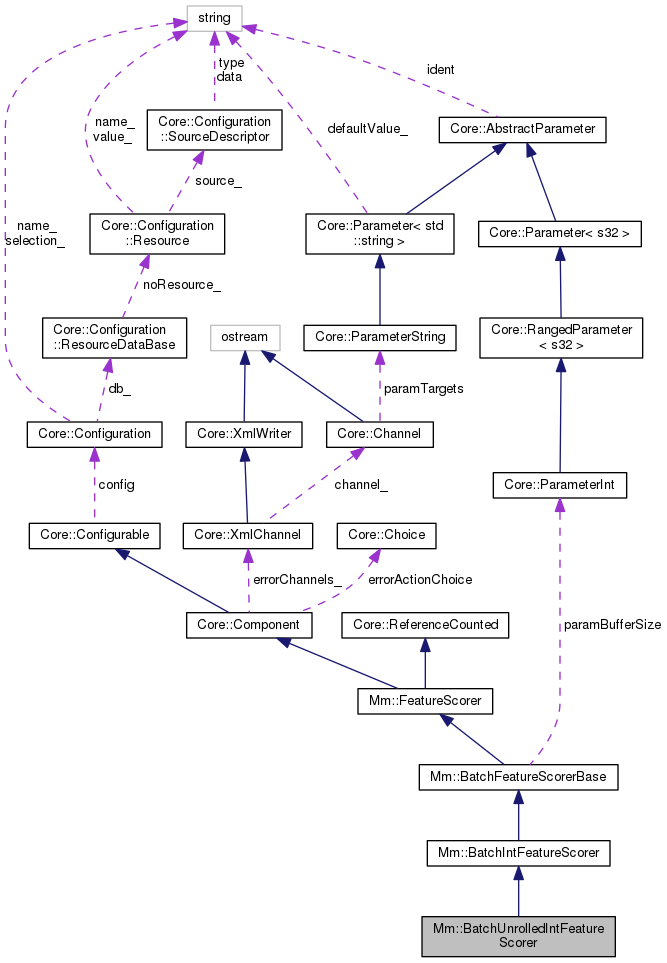 string
type
data
ident
name_
value_
Core::Configuration
::SourceDescriptor
defaultValue_
Core::AbstractParameter
source_
name_
selection_
Core::Configuration
::Resource
Core::Parameter< std
::string >
Core::Parameter< s32 >
noResource_
Core::Configuration
::ResourceDataBase
ostream
Core::ParameterString
Core::RangedParameter
< s32 >
db_
paramTargets
Core::Configuration
Core::XmlWriter
Core::Channel
config
channel_
Core::ParameterInt
Core::Configurable
Core::XmlChannel
Core::Choice
errorChannels_
errorActionChoice
Core::Component
Core::ReferenceCounted
paramBufferSize
Mm::FeatureScorer
Mm::BatchFeatureScorerBase
Mm::BatchIntFeatureScorer
Mm::BatchUnrolledIntFeature
Scorer